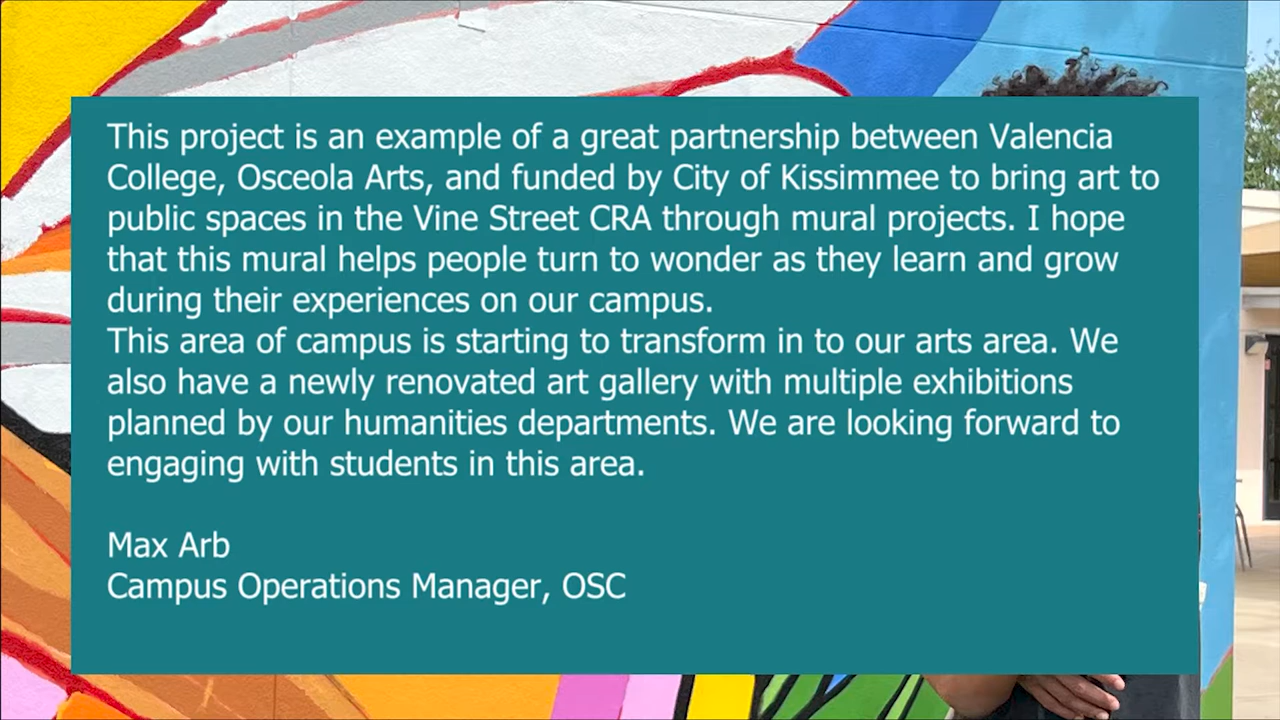 This project is an example of a great partnership between Valencia
College, Osceola Arts, and funded by City of Kissimmee to bring art to
public spaces in the Vine Street CRA through mural projects. I hope
that this mural helps people turn to wonder as they learn and grow
during their experiences on our campus.
This area of campus is starting to transform in to our arts area. We
also have a newly renovated art gallery with multiple exhibitions
planned by our humanities departments. We are looking forward to
engaging with students in this area.
Max Arb
Campus Operations Manager, OSC